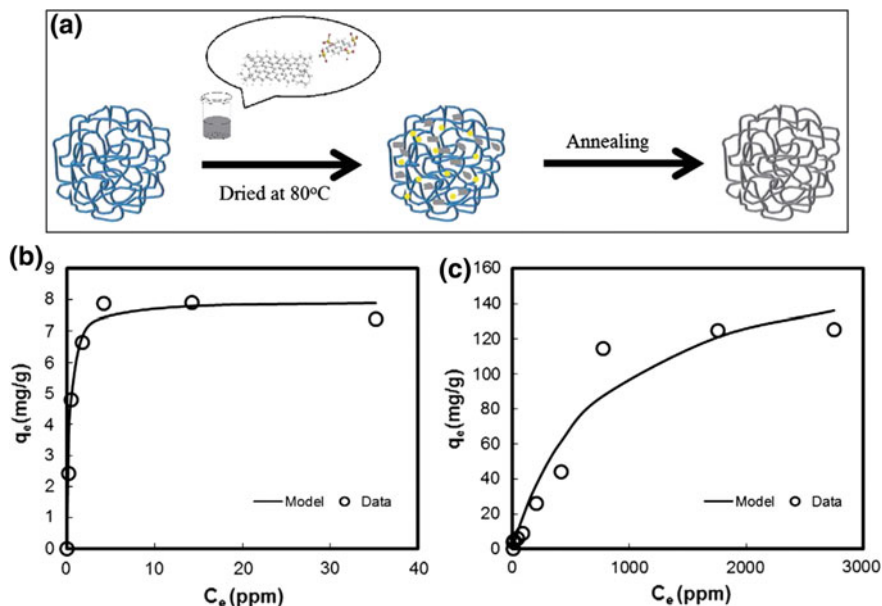 (a)
Dried at 80°C
Annealing
(b)
9
8
7
6
5
4
3
2
1
0
qe (mg/g)
Model Data
0 10 20 30 40
Ce (ppm)
(c)
160
140
120
100
80
60
40
20
0
qe (mg/g)
Model Data
0 1000 2000 3000
Ce (ppm)